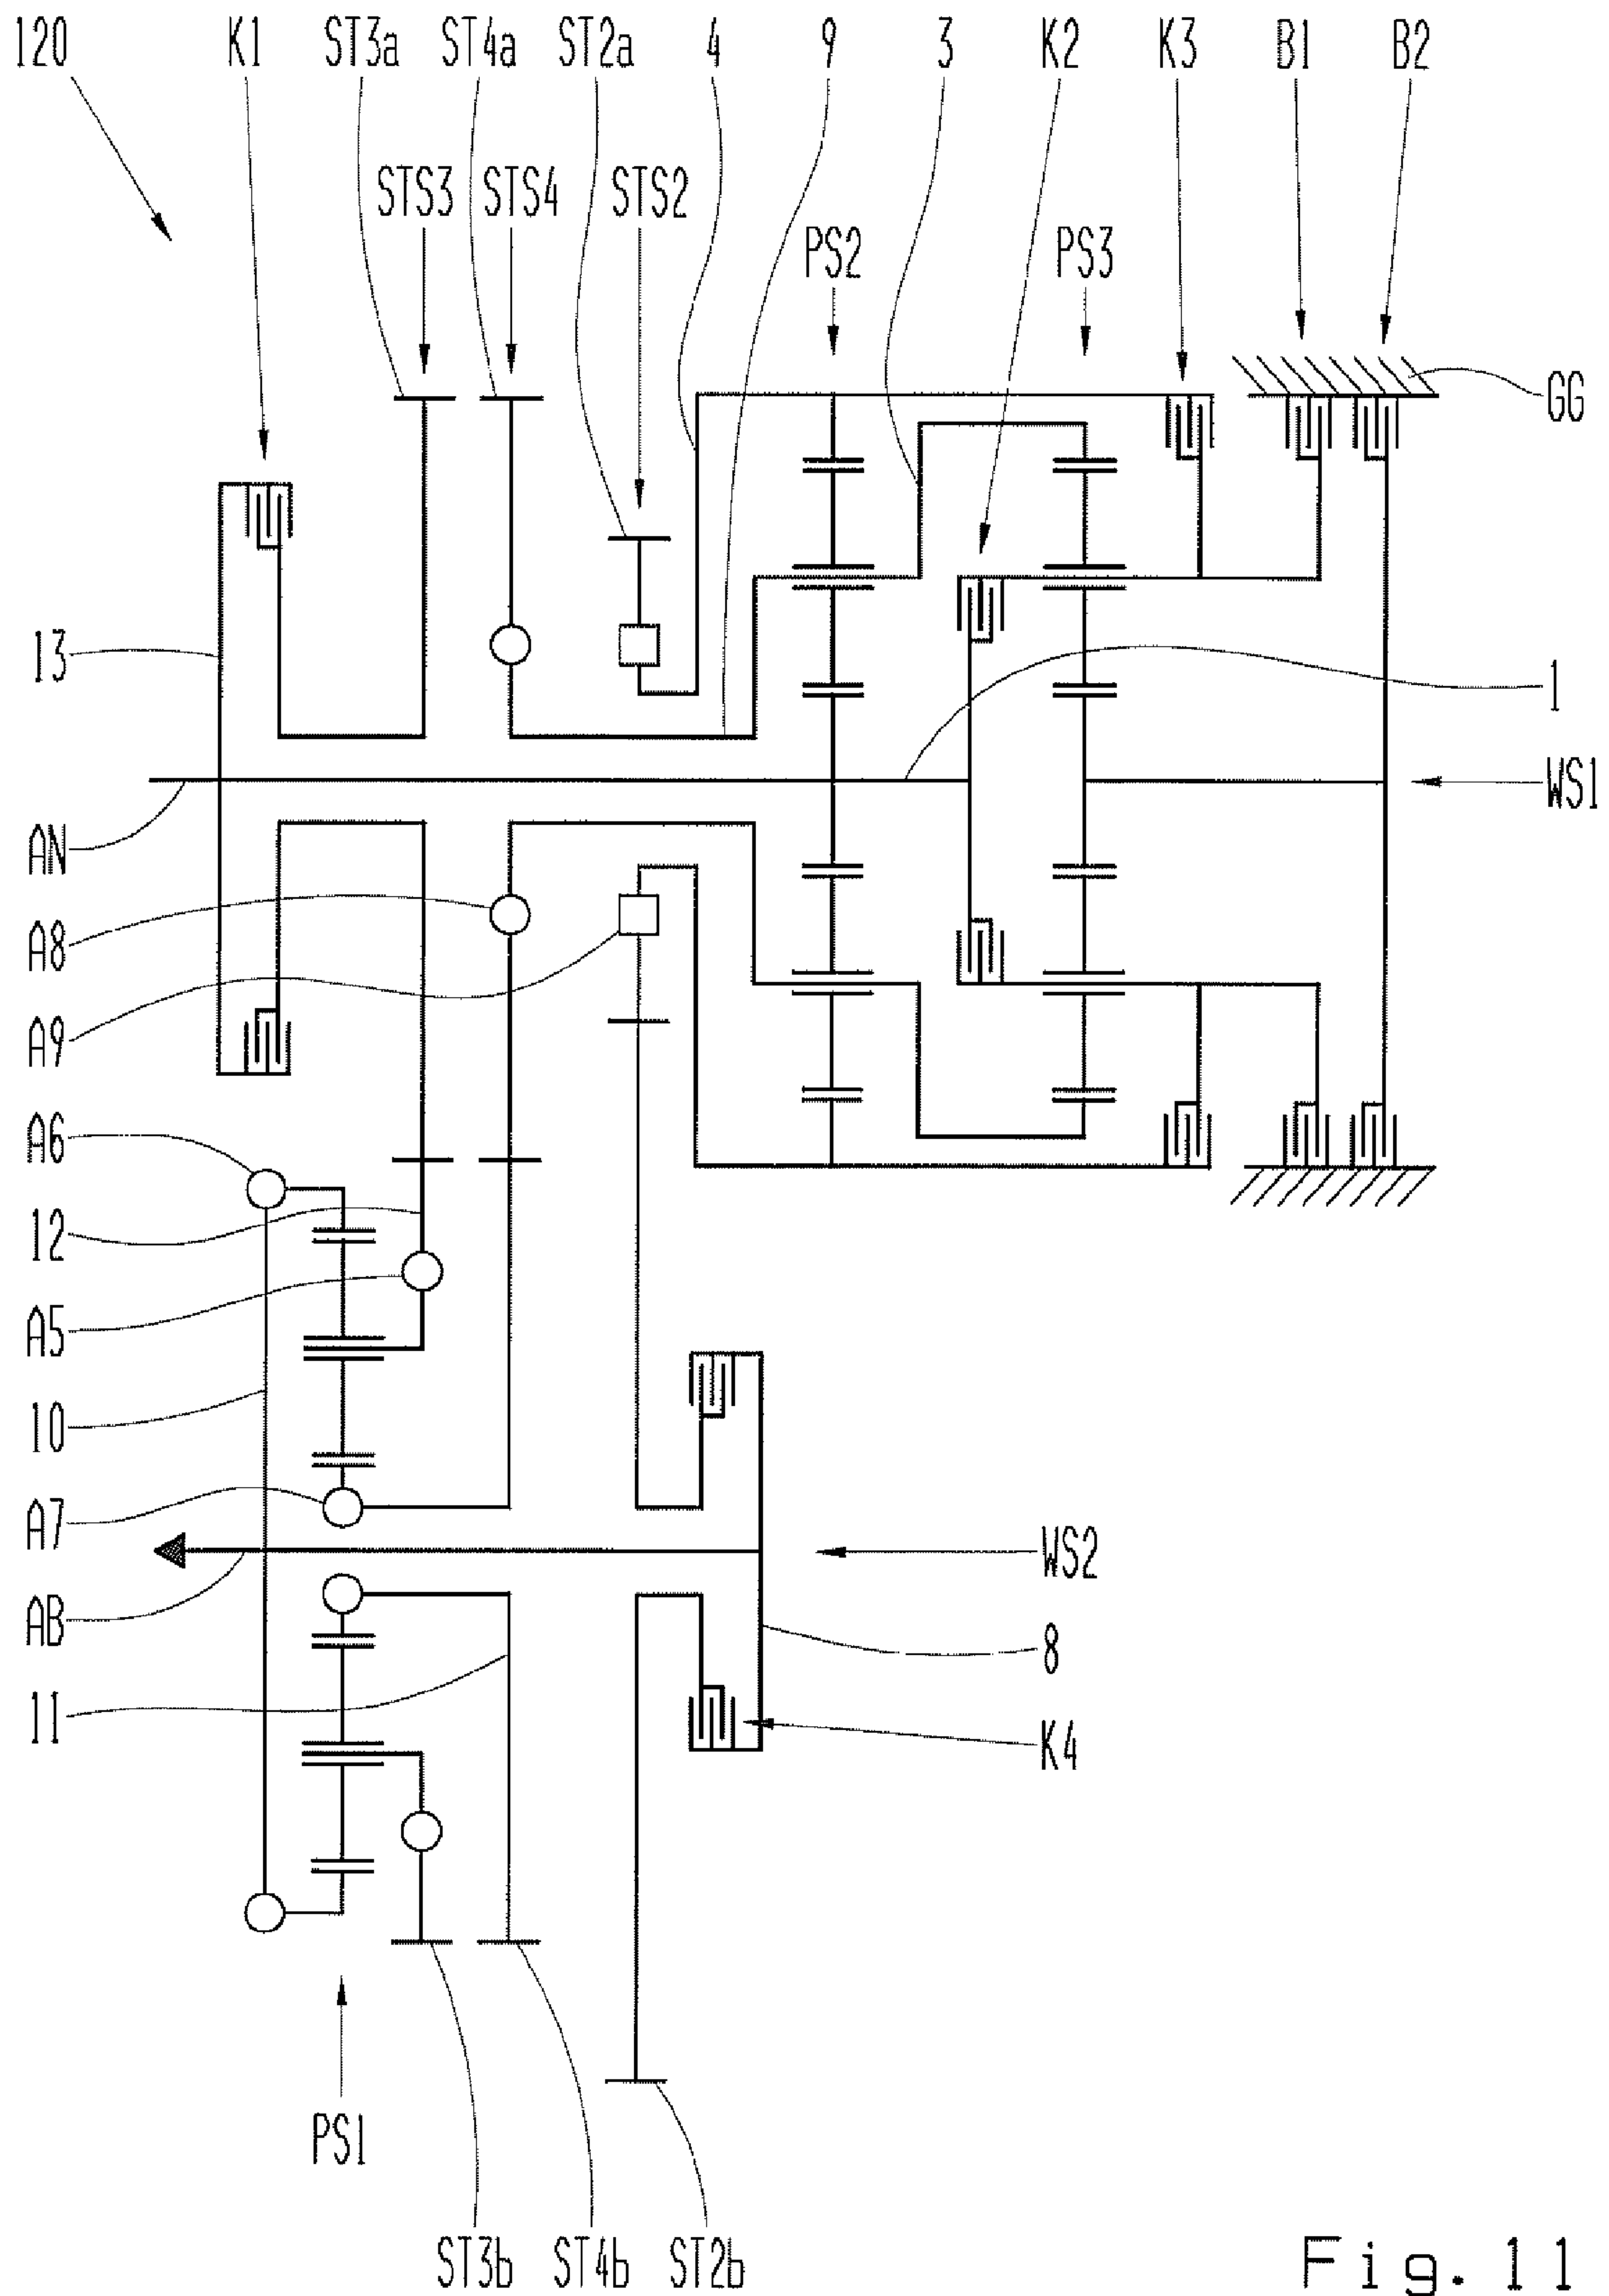 120 K1 ST3a ST4a ST2a 4 9 3 K2 K3 B1 B2
STS3 STS4 STS2
PS2 PS3
GG
13
1
WS1
AN
A8
A9
A6
12
A5
10
A7
WS2
AB
8
11
K4
PS1
ST3b ST4b ST2b
Fig. 11